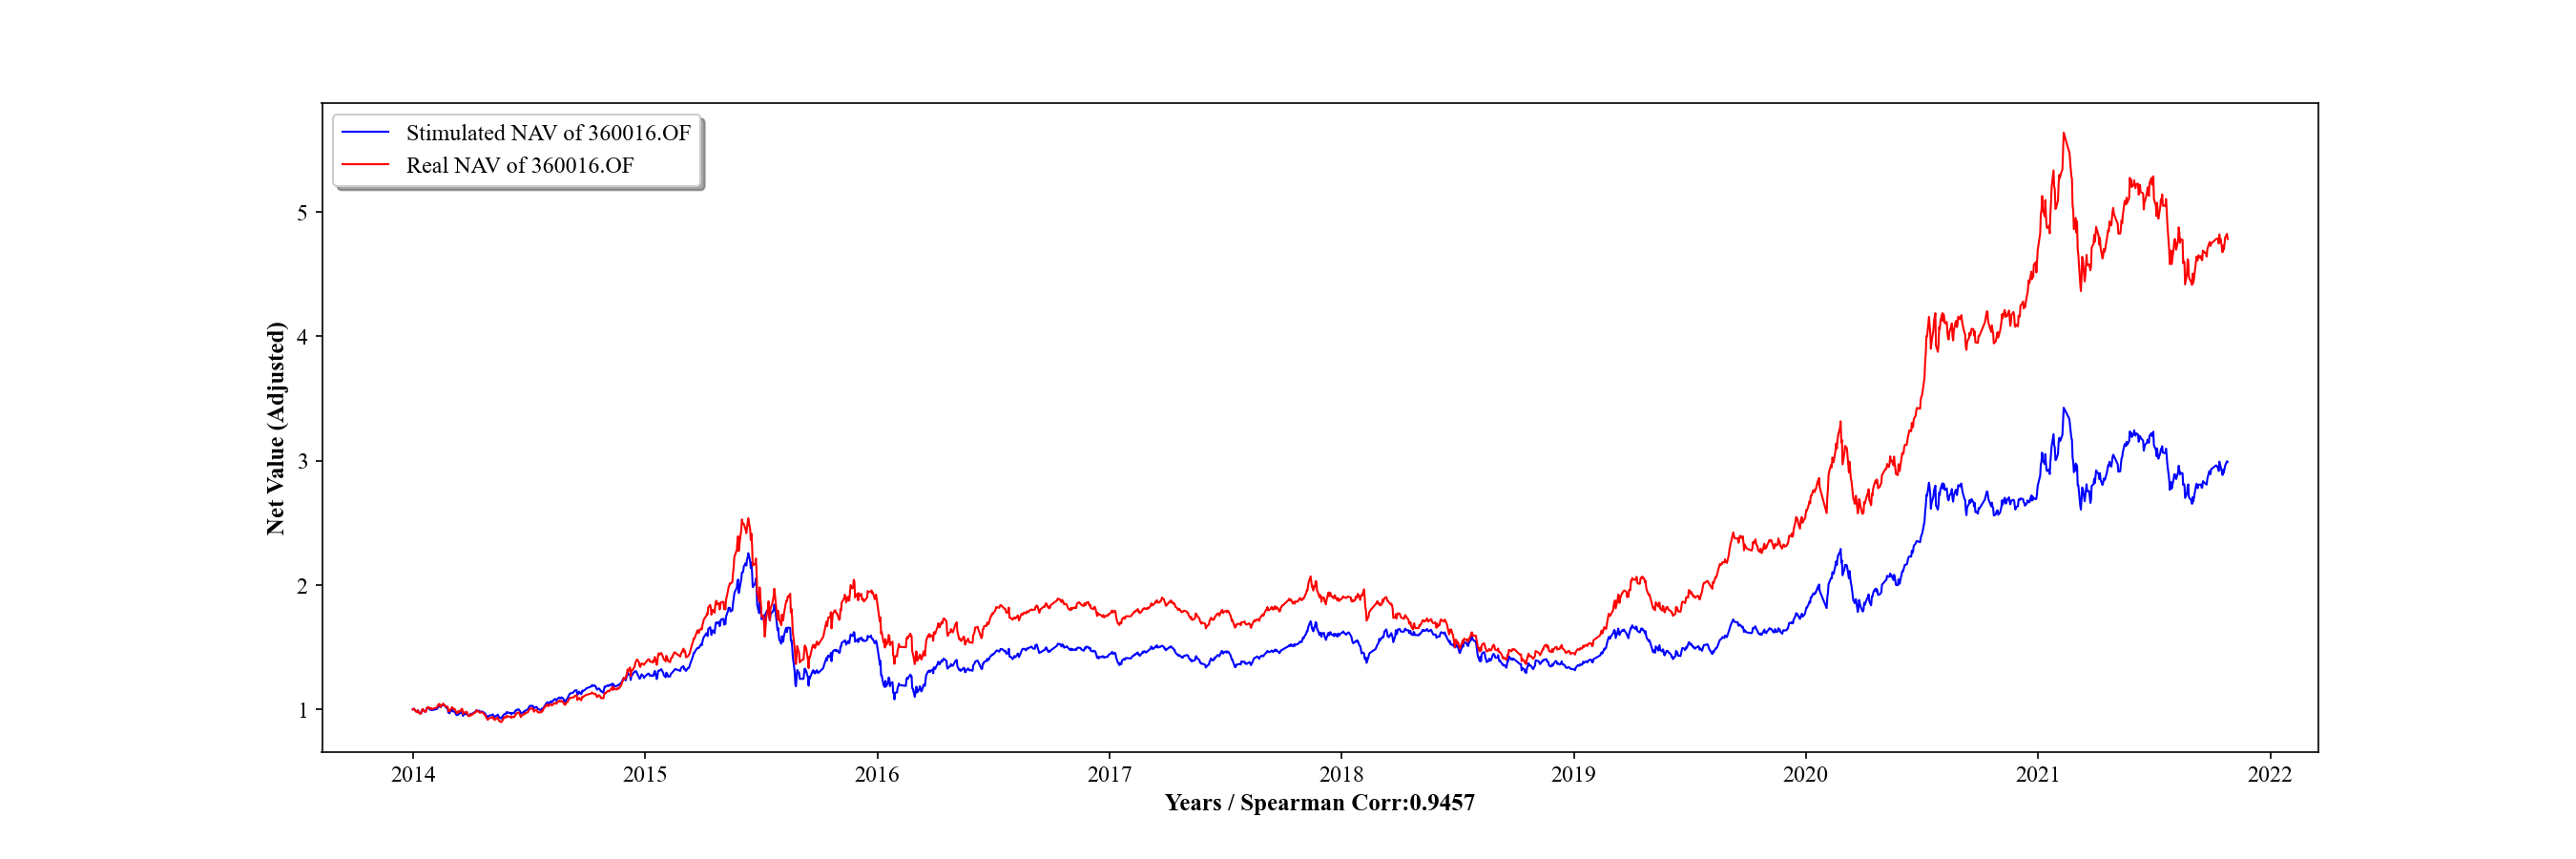 Stimulated NAV of 360016.OF
Real NAV of 360016.OF
Net Value (Adjusted)
5
4
3
2
1
2014 2015 2016 2017 2018 2019 2020 2021 2022
Years / Spearman Corr:0.9457